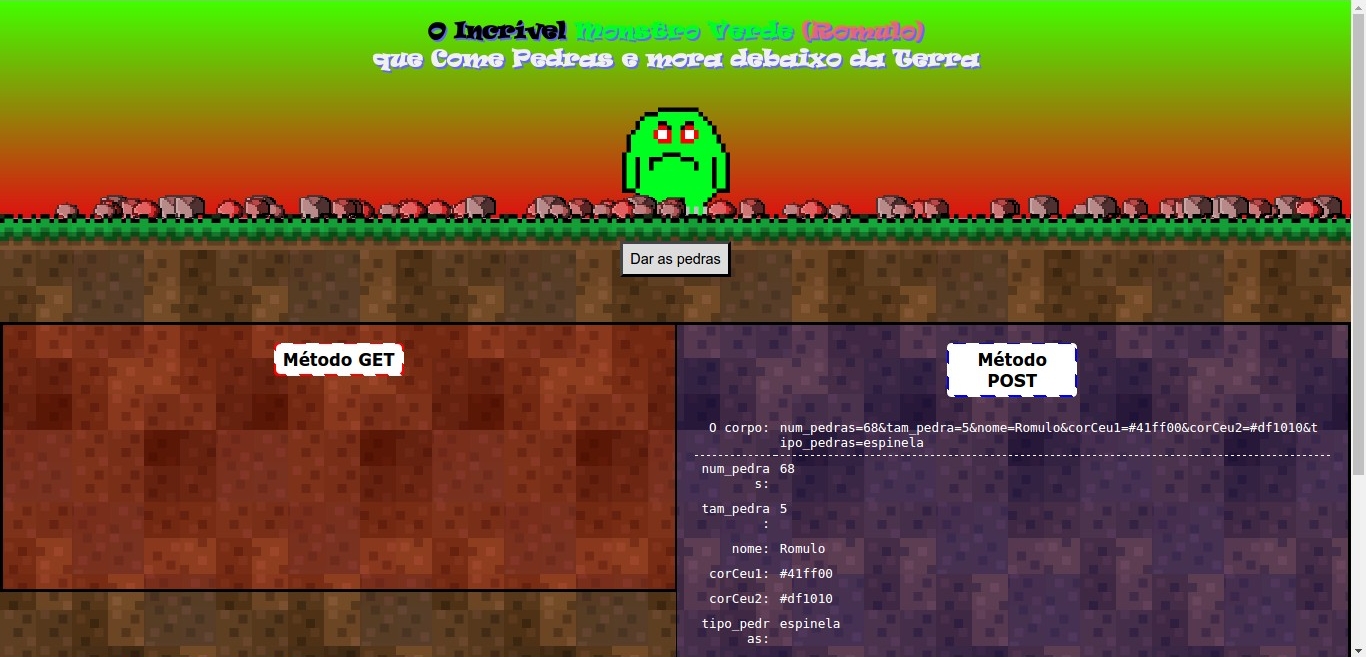 O Incrível Monstro Verde (Romulo)
que Come Pedras e mora debaixo da Terra
Dar as pedras
Método GET
Método
POST
O corpo: num_pedras=68&tam_pedra=5&nome=Romulo&corCeu1=#41ff00&corCeu2=#df1010&t
ipo_pedras=espinela
num_pedra 68
s:
tam_pedra 5
:
nome: Romulo
corCeu1: #41ff00
corCeu2: #df1010
tipo_pedr espinela
as: